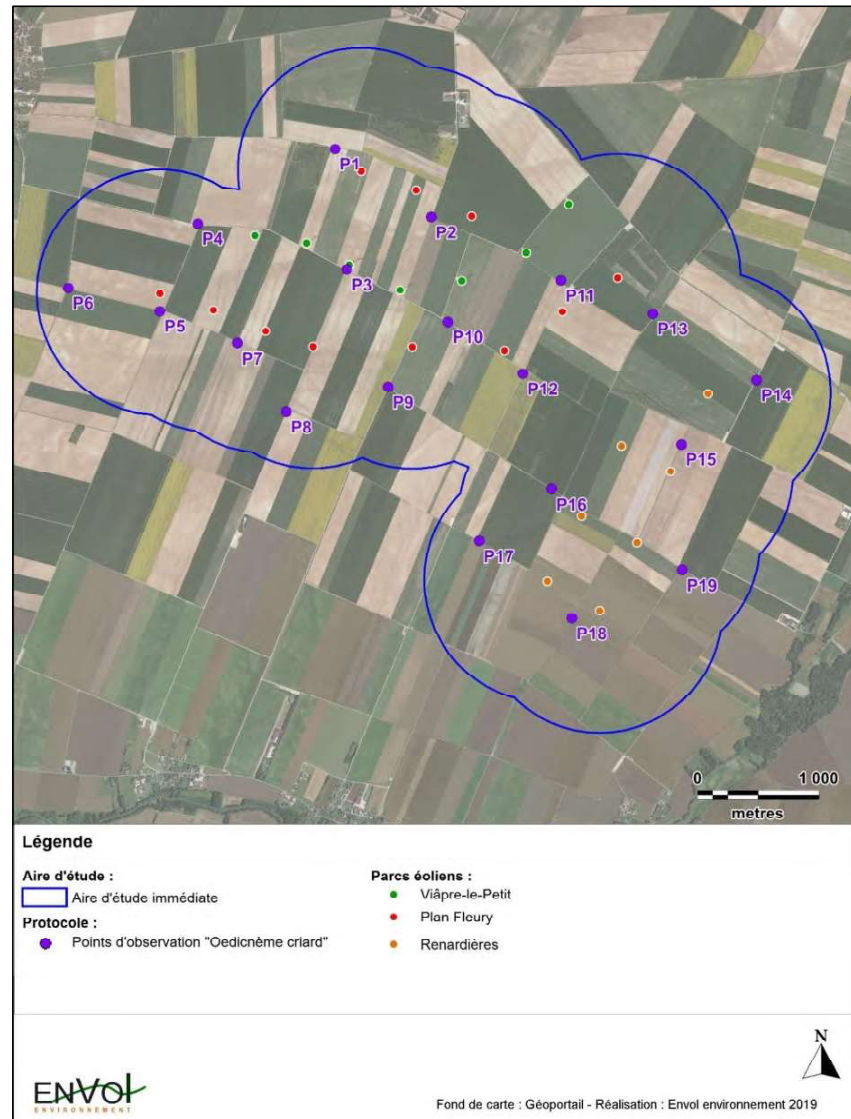 P1
P2
P4
P3
P6
P5
P11
P13
P7
P10
P12
P14
P9
P8
P15
P16
P17
P19
P18
0 1 000
metres
Légende
Aire d'étude :
Aire d'étude immédiate
Protocole :
Points d'observation "Oedicnème criard"
Parcs éoliens :
Viâpre-le-Petit
Plan Fleury
Renardières
N
ENVOl
ENVIRONNEMENT
Fond de carte : Géoportail - Réalisation : Envol environnement 2019